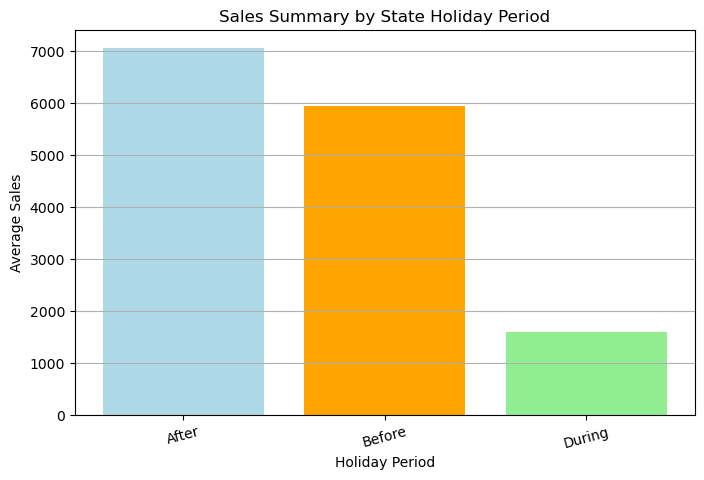 Sales Summary by State Holiday Period
Average Sales
7000
6000
5000
4000
3000
2000
1000
0
After
Before
During
Holiday Period